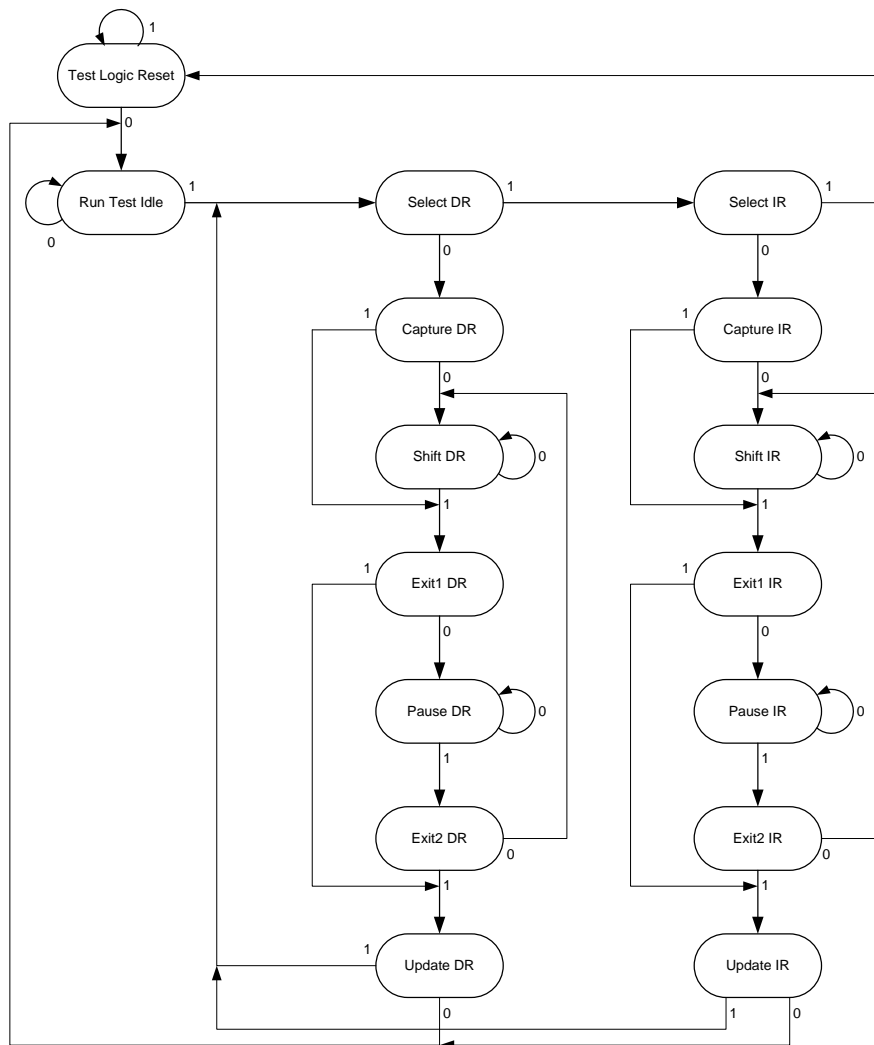 1
Test Logic Reset
0
Run Test Idle
1
0
Select DR
1
Select IR
1
0
0
1
Capture DR
1
Capture IR
0
0
Shift DR
0
Shift IR
0
1
1
1
Exit1 DR
1
Exit1 IR
0
0
Pause DR
0
Pause IR
0
1
1
Exit2 DR
0
Exit2 IR
0
1
1
1
Update DR
Update IR
0
1
0